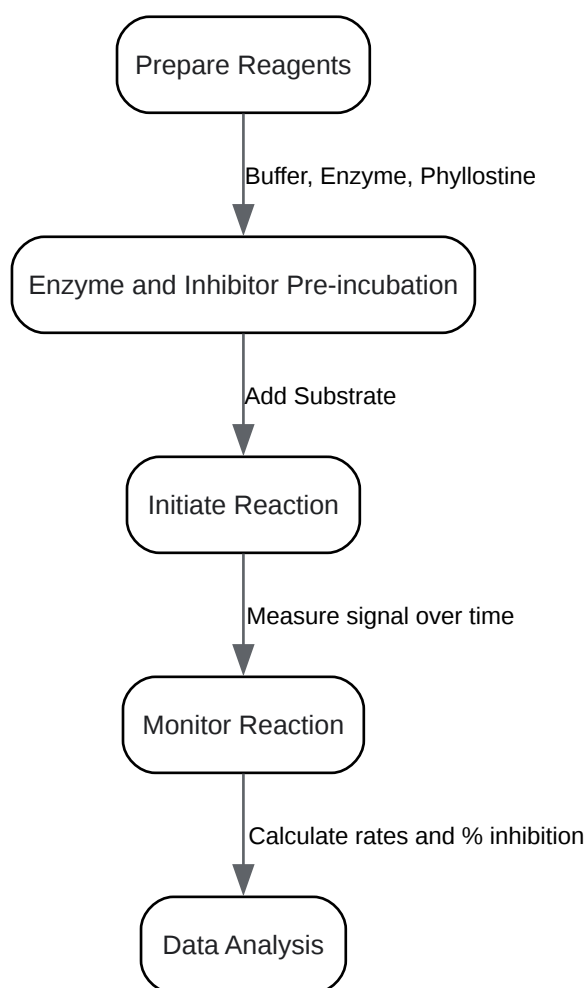 Prepare Reagents
Buffer, Enzyme, Phyllostine
Enzyme and Inhibitor Pre-incubation
Add Substrate
Initiate Reaction
Measure signal over time
Monitor Reaction
Calculate rates and % inhibition
Data Analysis